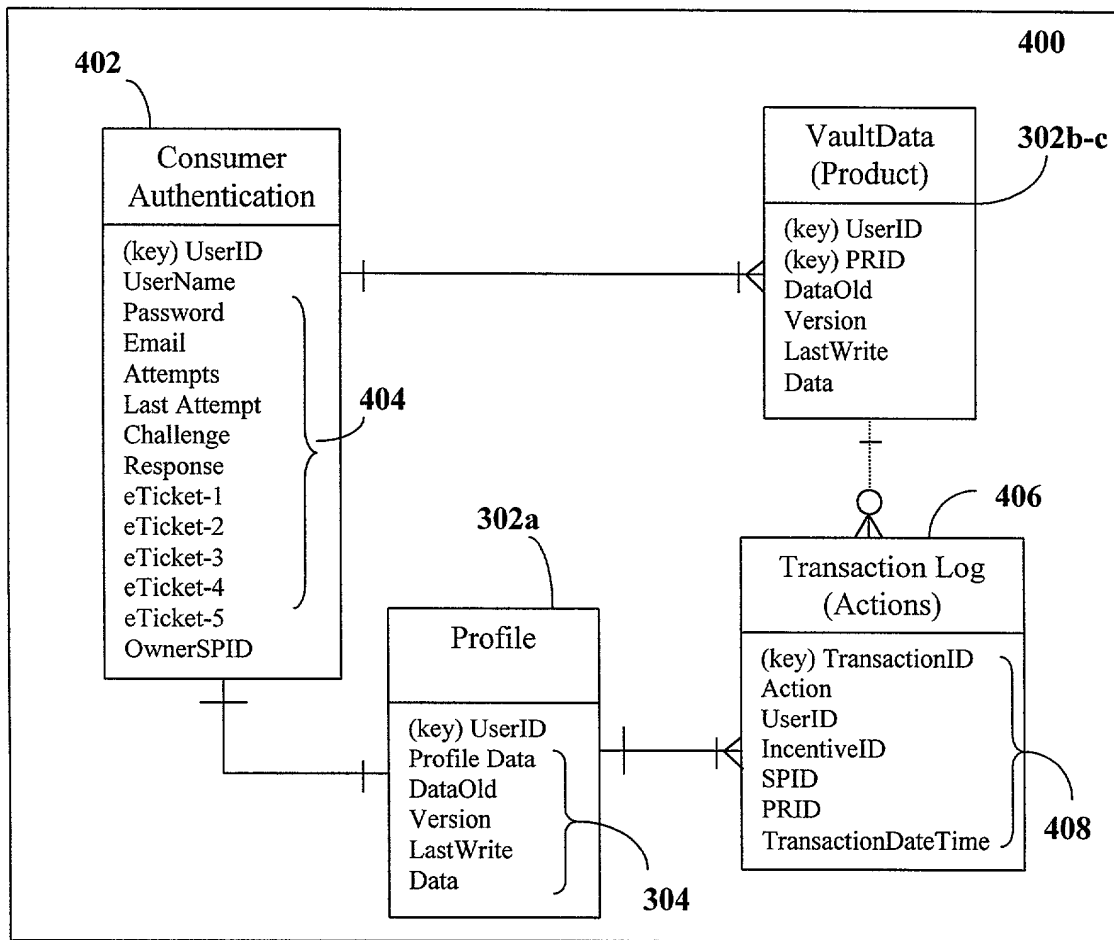 400
402
Consumer
Authentication
(key) UserID
UserName
Password
Email
Attempts
Last Attempt
Challenge
Response
eTicket-1
eTicket-2
eTicket-3
eTicket-4
eTicket-5
OwnerSPID
404
VaultData
(Product)
(key) UserID
(key) PRID
DataOld
Version
LastWrite
Data
302b-c
302a
Profile
(key) UserID
Profile Data
DataOld
Version
LastWrite
Data
304
406
Transaction Log
(Actions)
(key) TransactionID
Action
UserID
IncentiveID
SPID
PRID
TransactionDateTime
408